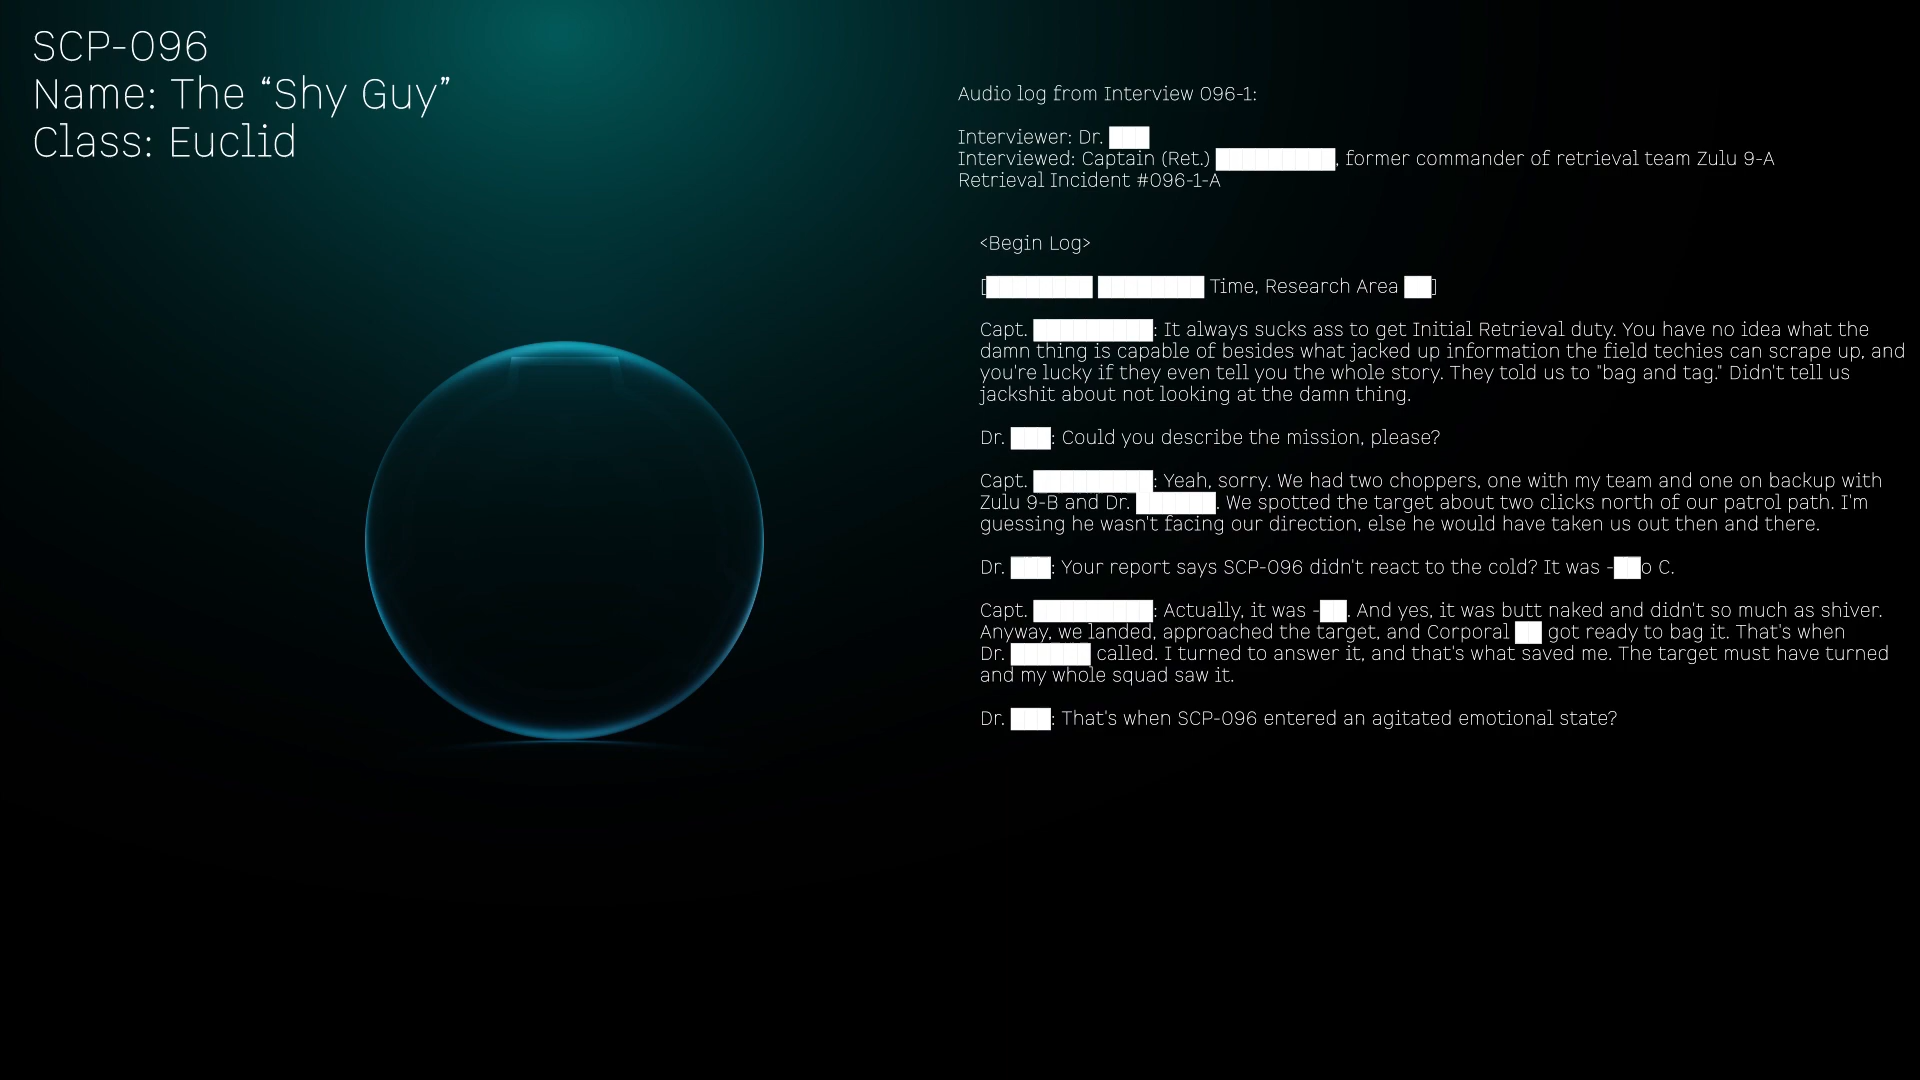 SCP-096
Name: The “Shy Guy”
Class: Euclid
Audio log from Interview 096-1:
Interviewer: Dr. ███
Interviewed: Captain (Ret.) █████████, former commander of retrieval team Zulu 9-A
Retrieval Incident #096-1-A
<Begin Log>
[████████ ████████ Time, Research Area ██]
Capt. █████████: It always sucks ass to get Initial Retrieval duty. You have no idea what the
damn thing is capable of besides what jacked up information the field techies can scrape up, and
you're lucky if they even tell you the whole story. They told us to "bag and tag." Didn't tell us
jackshit about not looking at the damn thing.
Dr. ███: Could you describe the mission, please?
Capt. █████████: Yeah, sorry. We had two choppers, one with my team and one on backup with
Zulu 9-B and Dr. ██████. We spotted the target about two clicks north of our patrol path. I'm
guessing he wasn't facing our direction, else he would have taken us out then and there.
Dr. ███: Your report says SCP-096 didn't react to the cold? It was -██o C.
Capt. █████████: Actually, it was -██. And yes, it was butt naked and didn't so much as shiver.
Anyway, we landed, approached the target, and Corporal ██ got ready to bag it. That's when
Dr. ██████ called. I turned to answer it, and that's what saved me. The target must have turned
and my whole squad saw it.
Dr. ███: That's when SCP-096 entered an agitated emotional state?